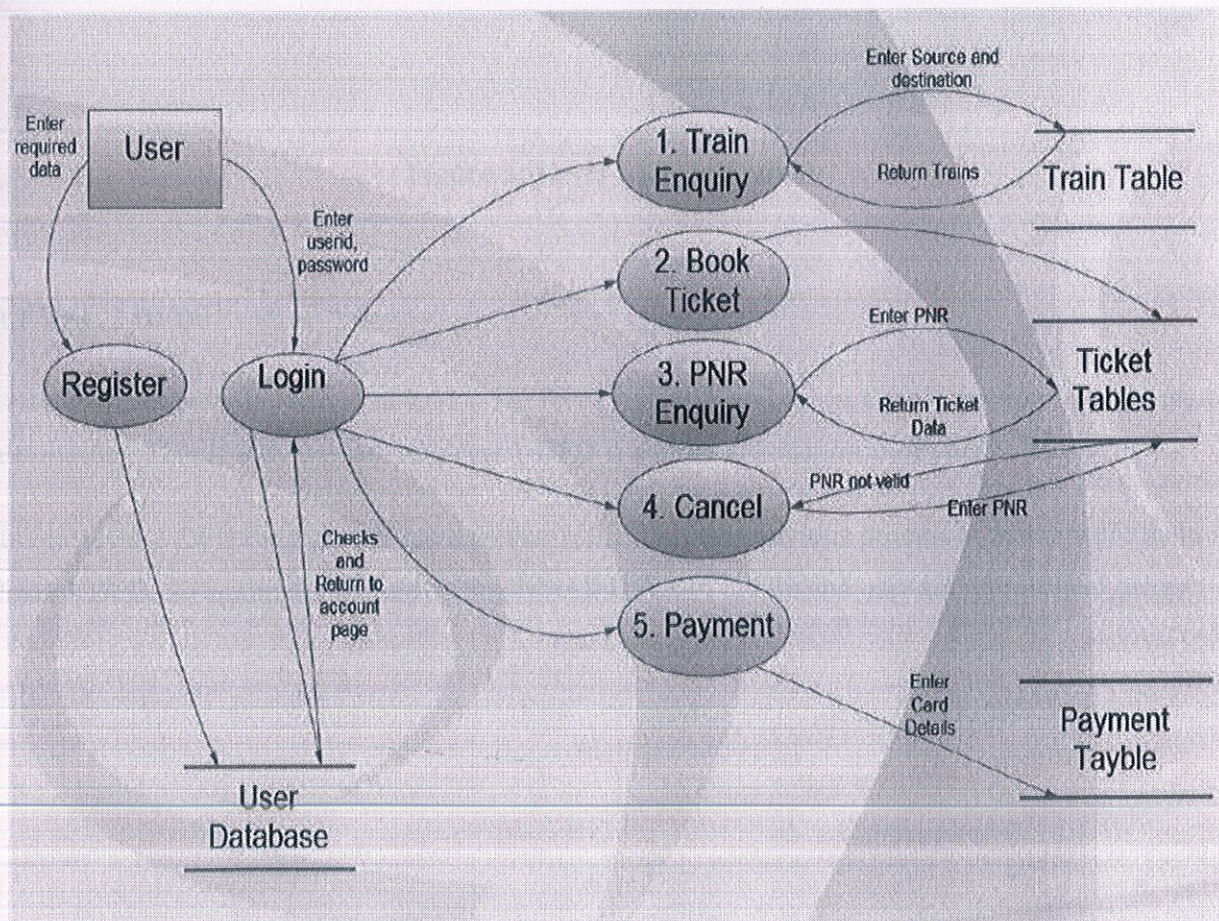 Enter
required
data
User
Enter
userid,
password
Register
Login
Checks
and
Return to
account
page
User
Database
1. Train
Enquiry
2. Book
Ticket
3. PNR
Enquiry
4. Cancel
5. Payment
Enter Source and
destination
Return Trains
Train Table
Enter PNR
Return Ticket
Data
Ticket
Tables
PNR not valid
Enter PNR
Enter
Card
Details
Payment
Tayble